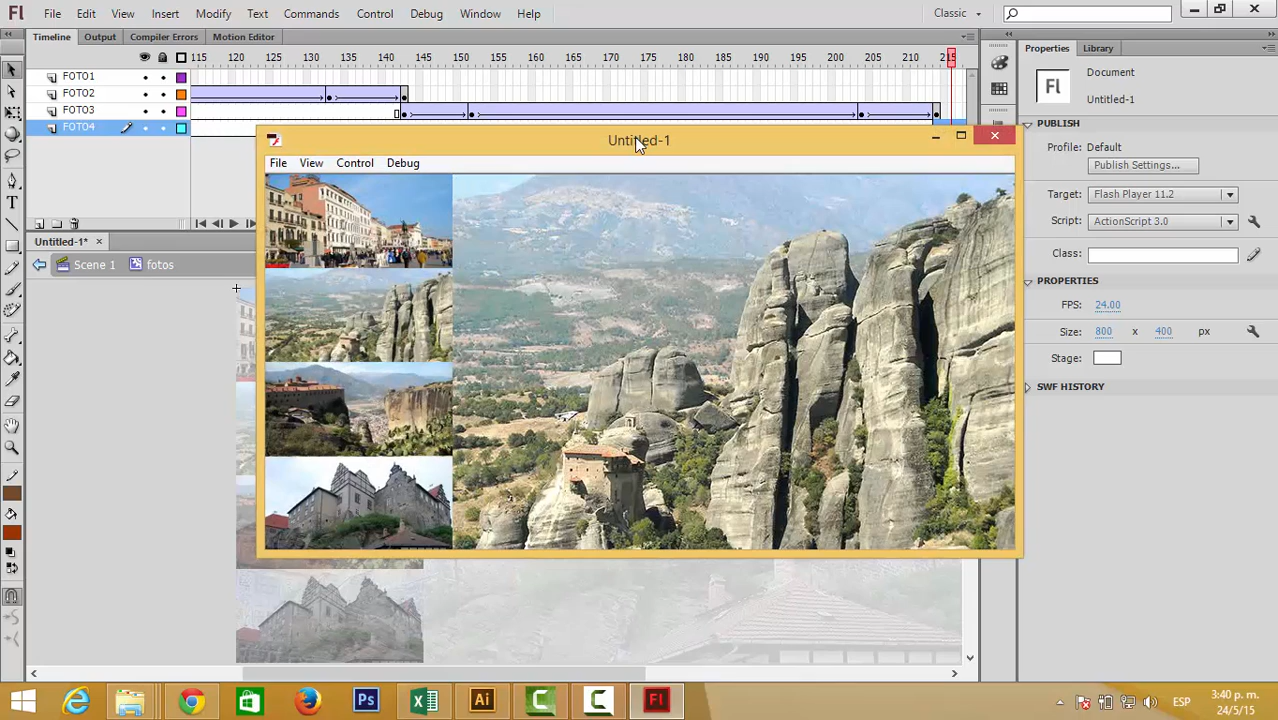 Fl File Edit View Insert Modify Text Commands Control Debug Window Help Classic
Timeline Output Compiler Errors Motion Editor
Properties Library
115 120 125 130 135 140 145 150 155 160 165 170 175 180 185 190 195 200 205 210 215
FOTO1
FOTO2
FOTO3
FOTO4
Fl
Document
Untitled-1
PUBLISH
Profile: Default
Publish Settings...
Target: Flash Player 11.2
Script: ActionScript 3.0
Class:
PROPERTIES
FPS: 24.00
Size: 800 x 400 px
Stage:
SWF HISTORY
Untitled-1
File View Control Debug
Untitled-1*
Scene 1 fotos
Ps
Ai
Fl
ESP
3:40 p. m.
24/5/15